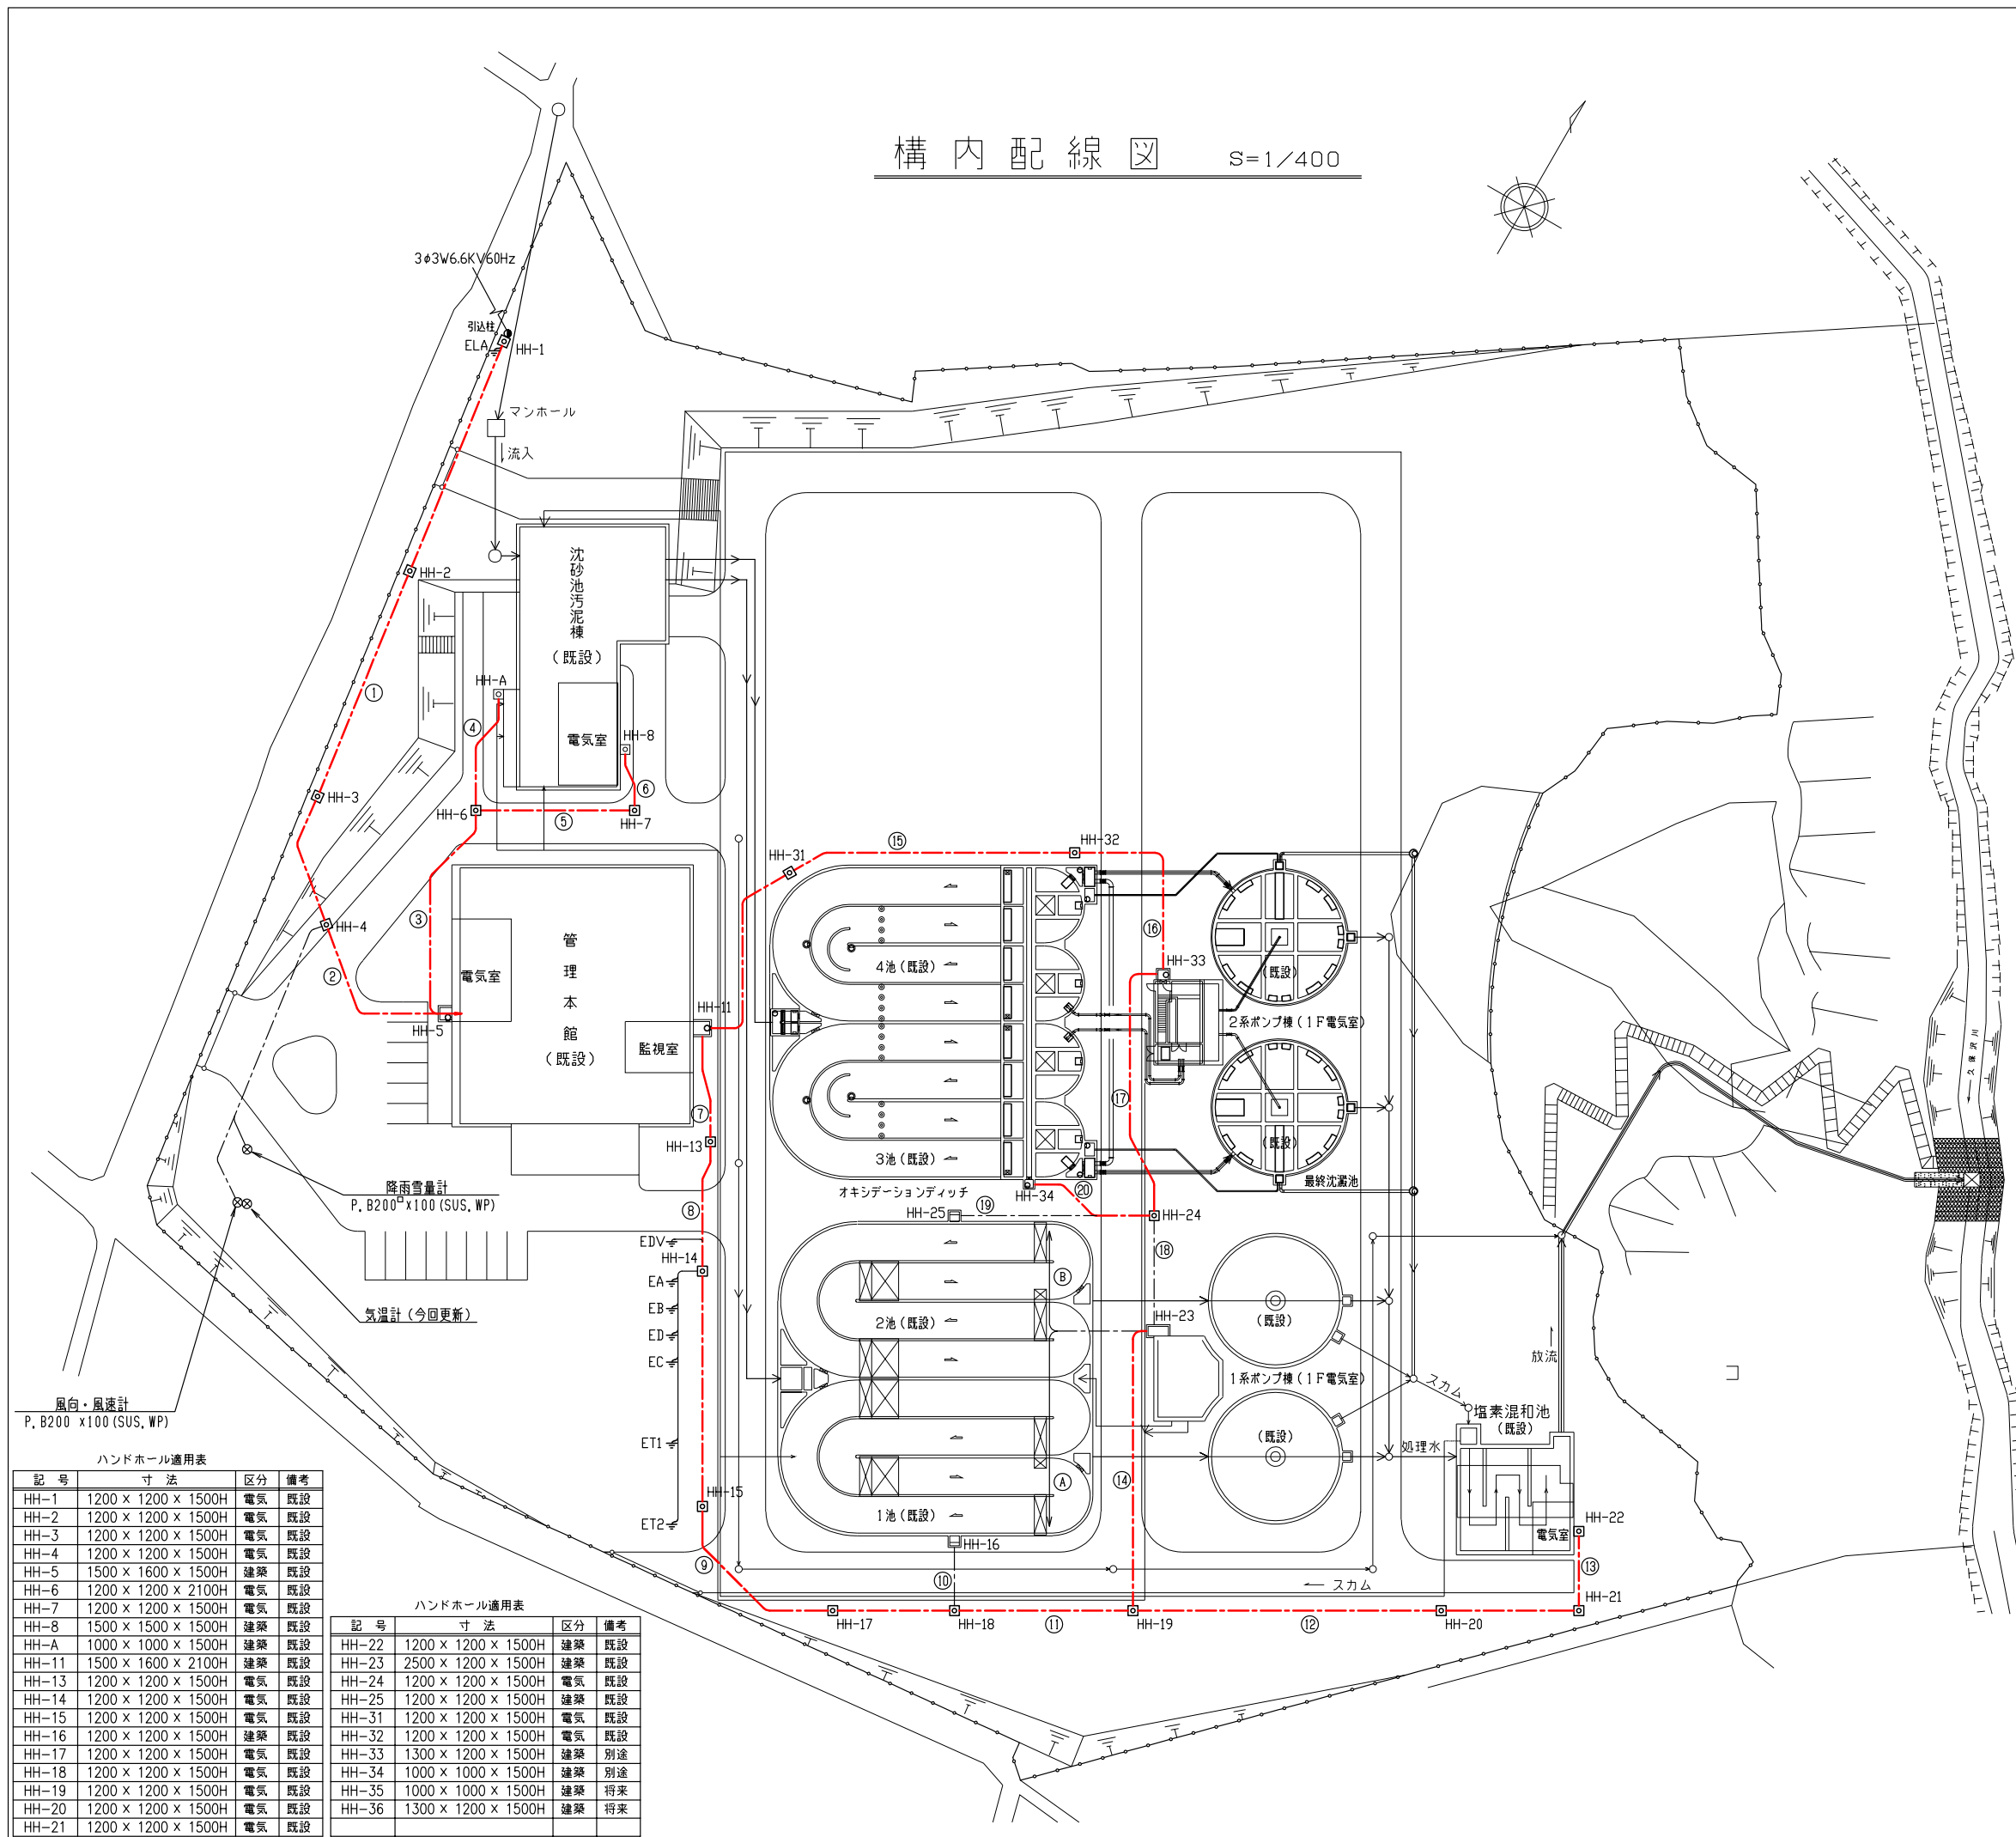 構内配線図 S=1/400
3φ3W6.6KV60Hz
引込柱
ELA
HH-1
マンホール
流入
HH-2
沈砂池汚泥棟
(既設)
①
HH-A
④
電気室
HH-8
⑥
HH-3
HH-6
⑤
HH-7
⑮
HH-32
HH-31
③
HH-4
②
電気室
管理本館
(既設)
HH-5
HH-11
監視室
⑦
HH-13
4池(既設)
3池(既設)
オキシデーションディッチ
⑯
HH-33
(既設)
2系ポンプ棟(1F電気室)
⑰
(既設)
最終沈澱池
久保沢川
降雨雪量計
P.B200□×100(SUS,WP)
HH-34
⑳
HH-25
⑲
HH-24
⑧
EDV
HH-14
EA
EB
ED
EC
ET1
HH-15
ET2
⑱
Ⓑ
2池(既設)
HH-23
(既設)
1系ポンプ棟(1F電気室)
気温計(今回更新)
風向・風速計
P.B200 ×100(SUS,WP)
放流
スカム
塩素混和池
(既設)
(既設)
処理水
Ⓐ
⑭
1池(既設)
HH-16
電気室
HH-22
⑨
⑩
⑬
スカム
HH-17
HH-18
⑪
HH-19
⑫
HH-20
HH-21
ハンドホール適用表
記 号 寸 法 区分 備考
HH-1 1200 × 1200 × 1500H 電気 既設
HH-2 1200 × 1200 × 1500H 電気 既設
HH-3 1200 × 1200 × 1500H 電気 既設
HH-4 1200 × 1200 × 1500H 電気 既設
HH-5 1500 × 1600 × 1500H 建築 既設
HH-6 1200 × 1200 × 2100H 電気 既設
HH-7 1200 × 1200 × 1500H 電気 既設
HH-8 1500 × 1500 × 1500H 建築 既設
HH-A 1000 × 1000 × 1500H 建築 既設
HH-11 1500 × 1600 × 2100H 建築 既設
HH-13 1200 × 1200 × 1500H 電気 既設
HH-14 1200 × 1200 × 1500H 電気 既設
HH-15 1200 × 1200 × 1500H 電気 既設
HH-16 1200 × 1200 × 1500H 建築 既設
HH-17 1200 × 1200 × 1500H 電気 既設
HH-18 1200 × 1200 × 1500H 電気 既設
HH-19 1200 × 1200 × 1500H 電気 既設
HH-20 1200 × 1200 × 1500H 電気 既設
HH-21 1200 × 1200 × 1500H 電気 既設
ハンドホール適用表
記 号 寸 法 区分 備考
HH-22 1200 × 1200 × 1500H 建築 既設
HH-23 2500 × 1200 × 1500H 建築 既設
HH-24 1200 × 1200 × 1500H 電気 既設
HH-25 1200 × 1200 × 1500H 建築 既設
HH-31 1200 × 1200 × 1500H 電気 既設
HH-32 1200 × 1200 × 1500H 電気 既設
HH-33 1300 × 1200 × 1500H 建築 別途
HH-34 1000 × 1000 × 1500H 建築 別途
HH-35 1000 × 1000 × 1500H 建築 将来
HH-36 1300 × 1200 × 1500H 建築 将来